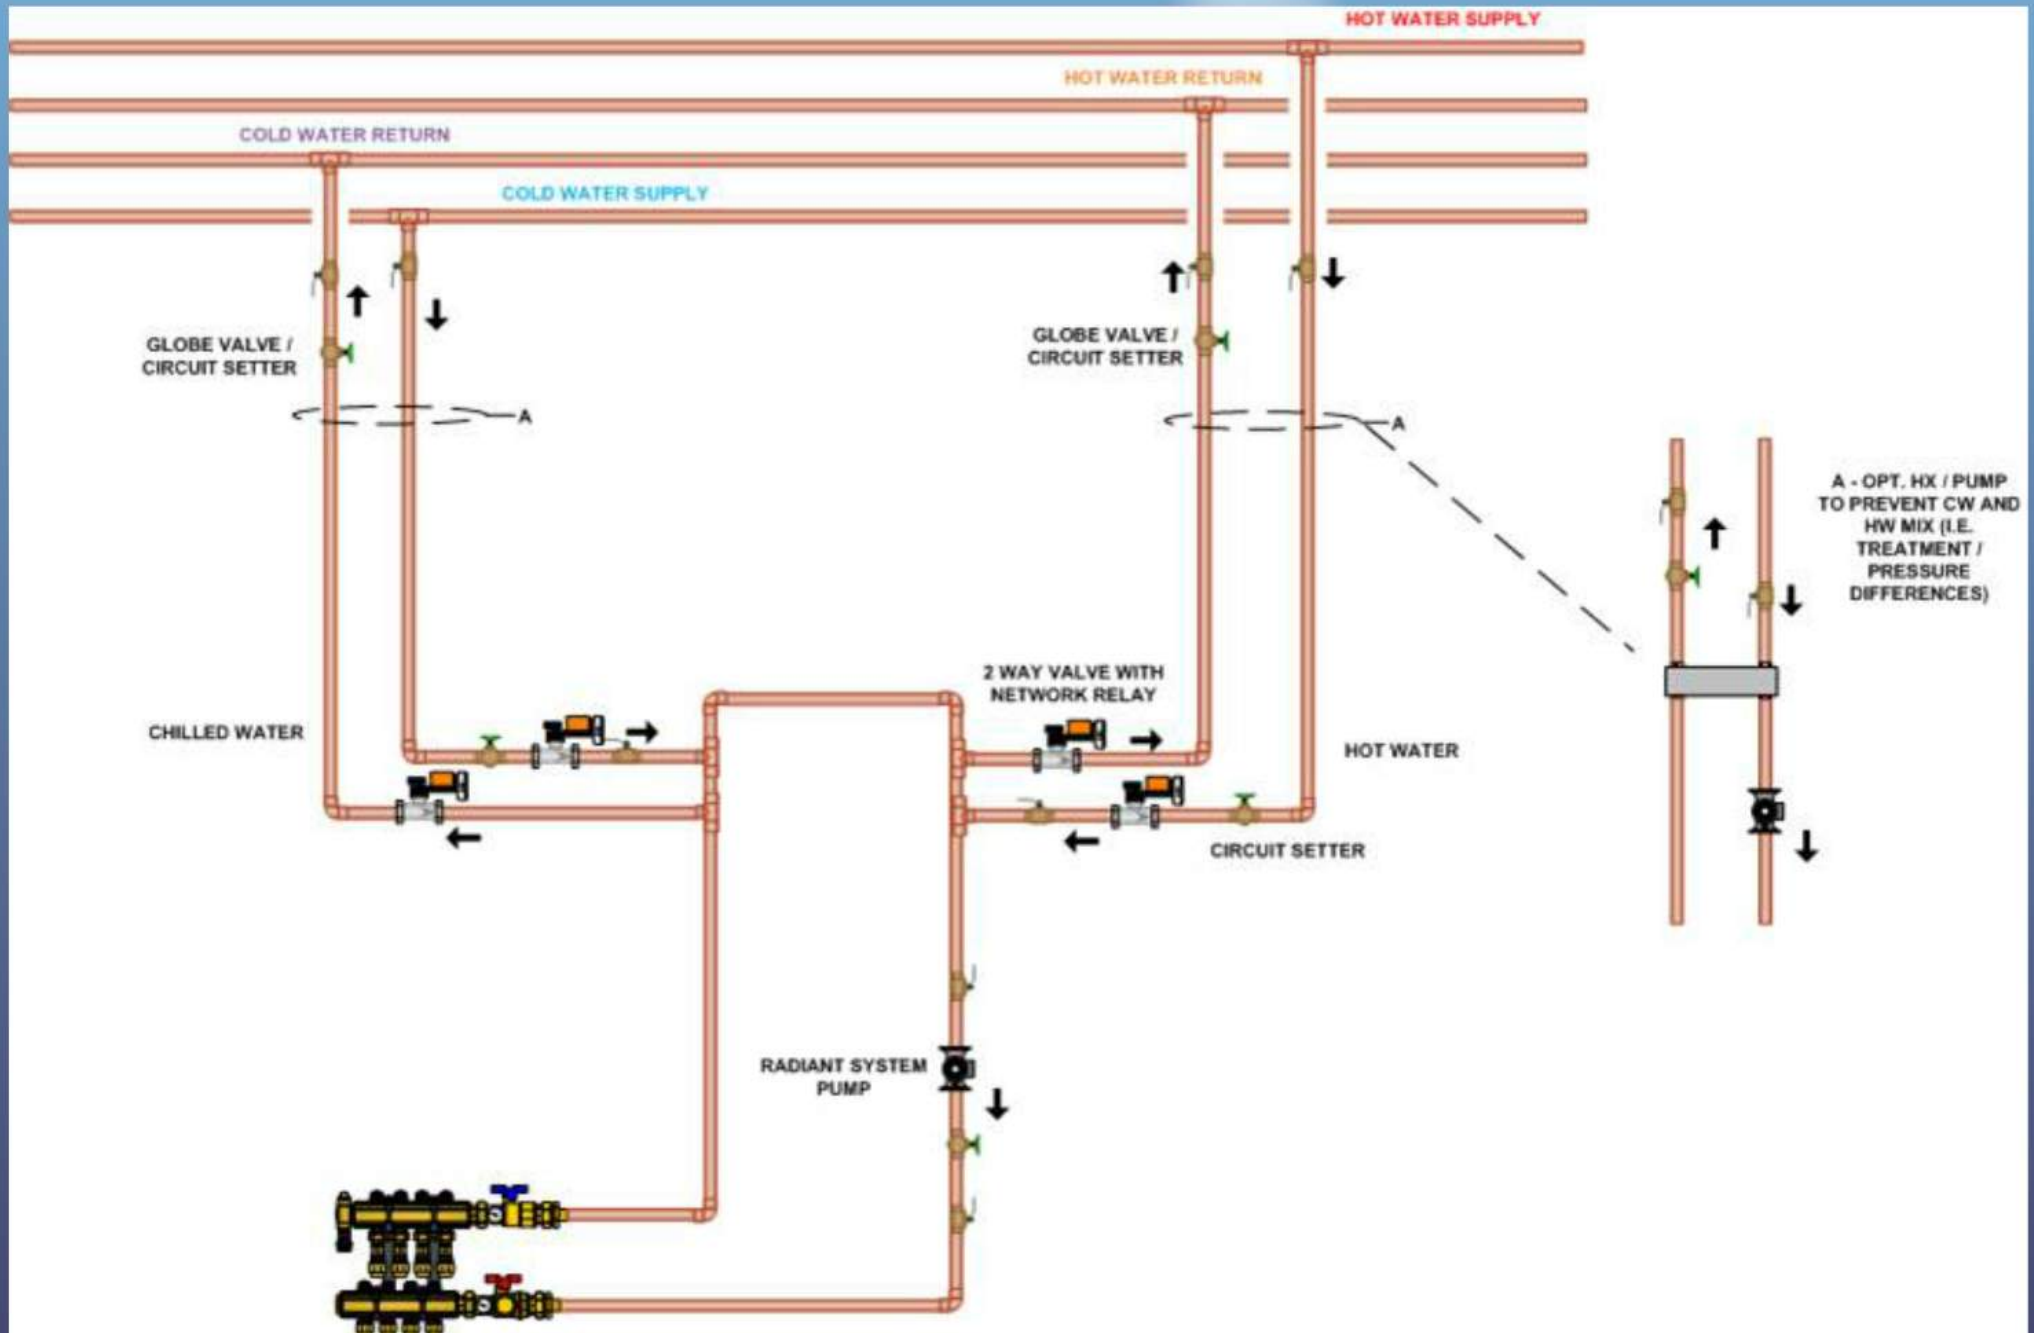 HOT WATER SUPPLY
HOT WATER RETURN
COLD WATER RETURN
COLD WATER SUPPLY
GLOBE VALVE /
CIRCUIT SETTER
GLOBE VALVE /
CIRCUIT SETTER
A
A
A - OPT. HX / PUMP
TO PREVENT CW AND
HW MIX (I.E.
TREATMENT /
PRESSURE
DIFFERENCES)
2 WAY VALVE WITH
NETWORK RELAY
CHILLED WATER
HOT WATER
CIRCUIT SETTER
RADIANT SYSTEM
PUMP